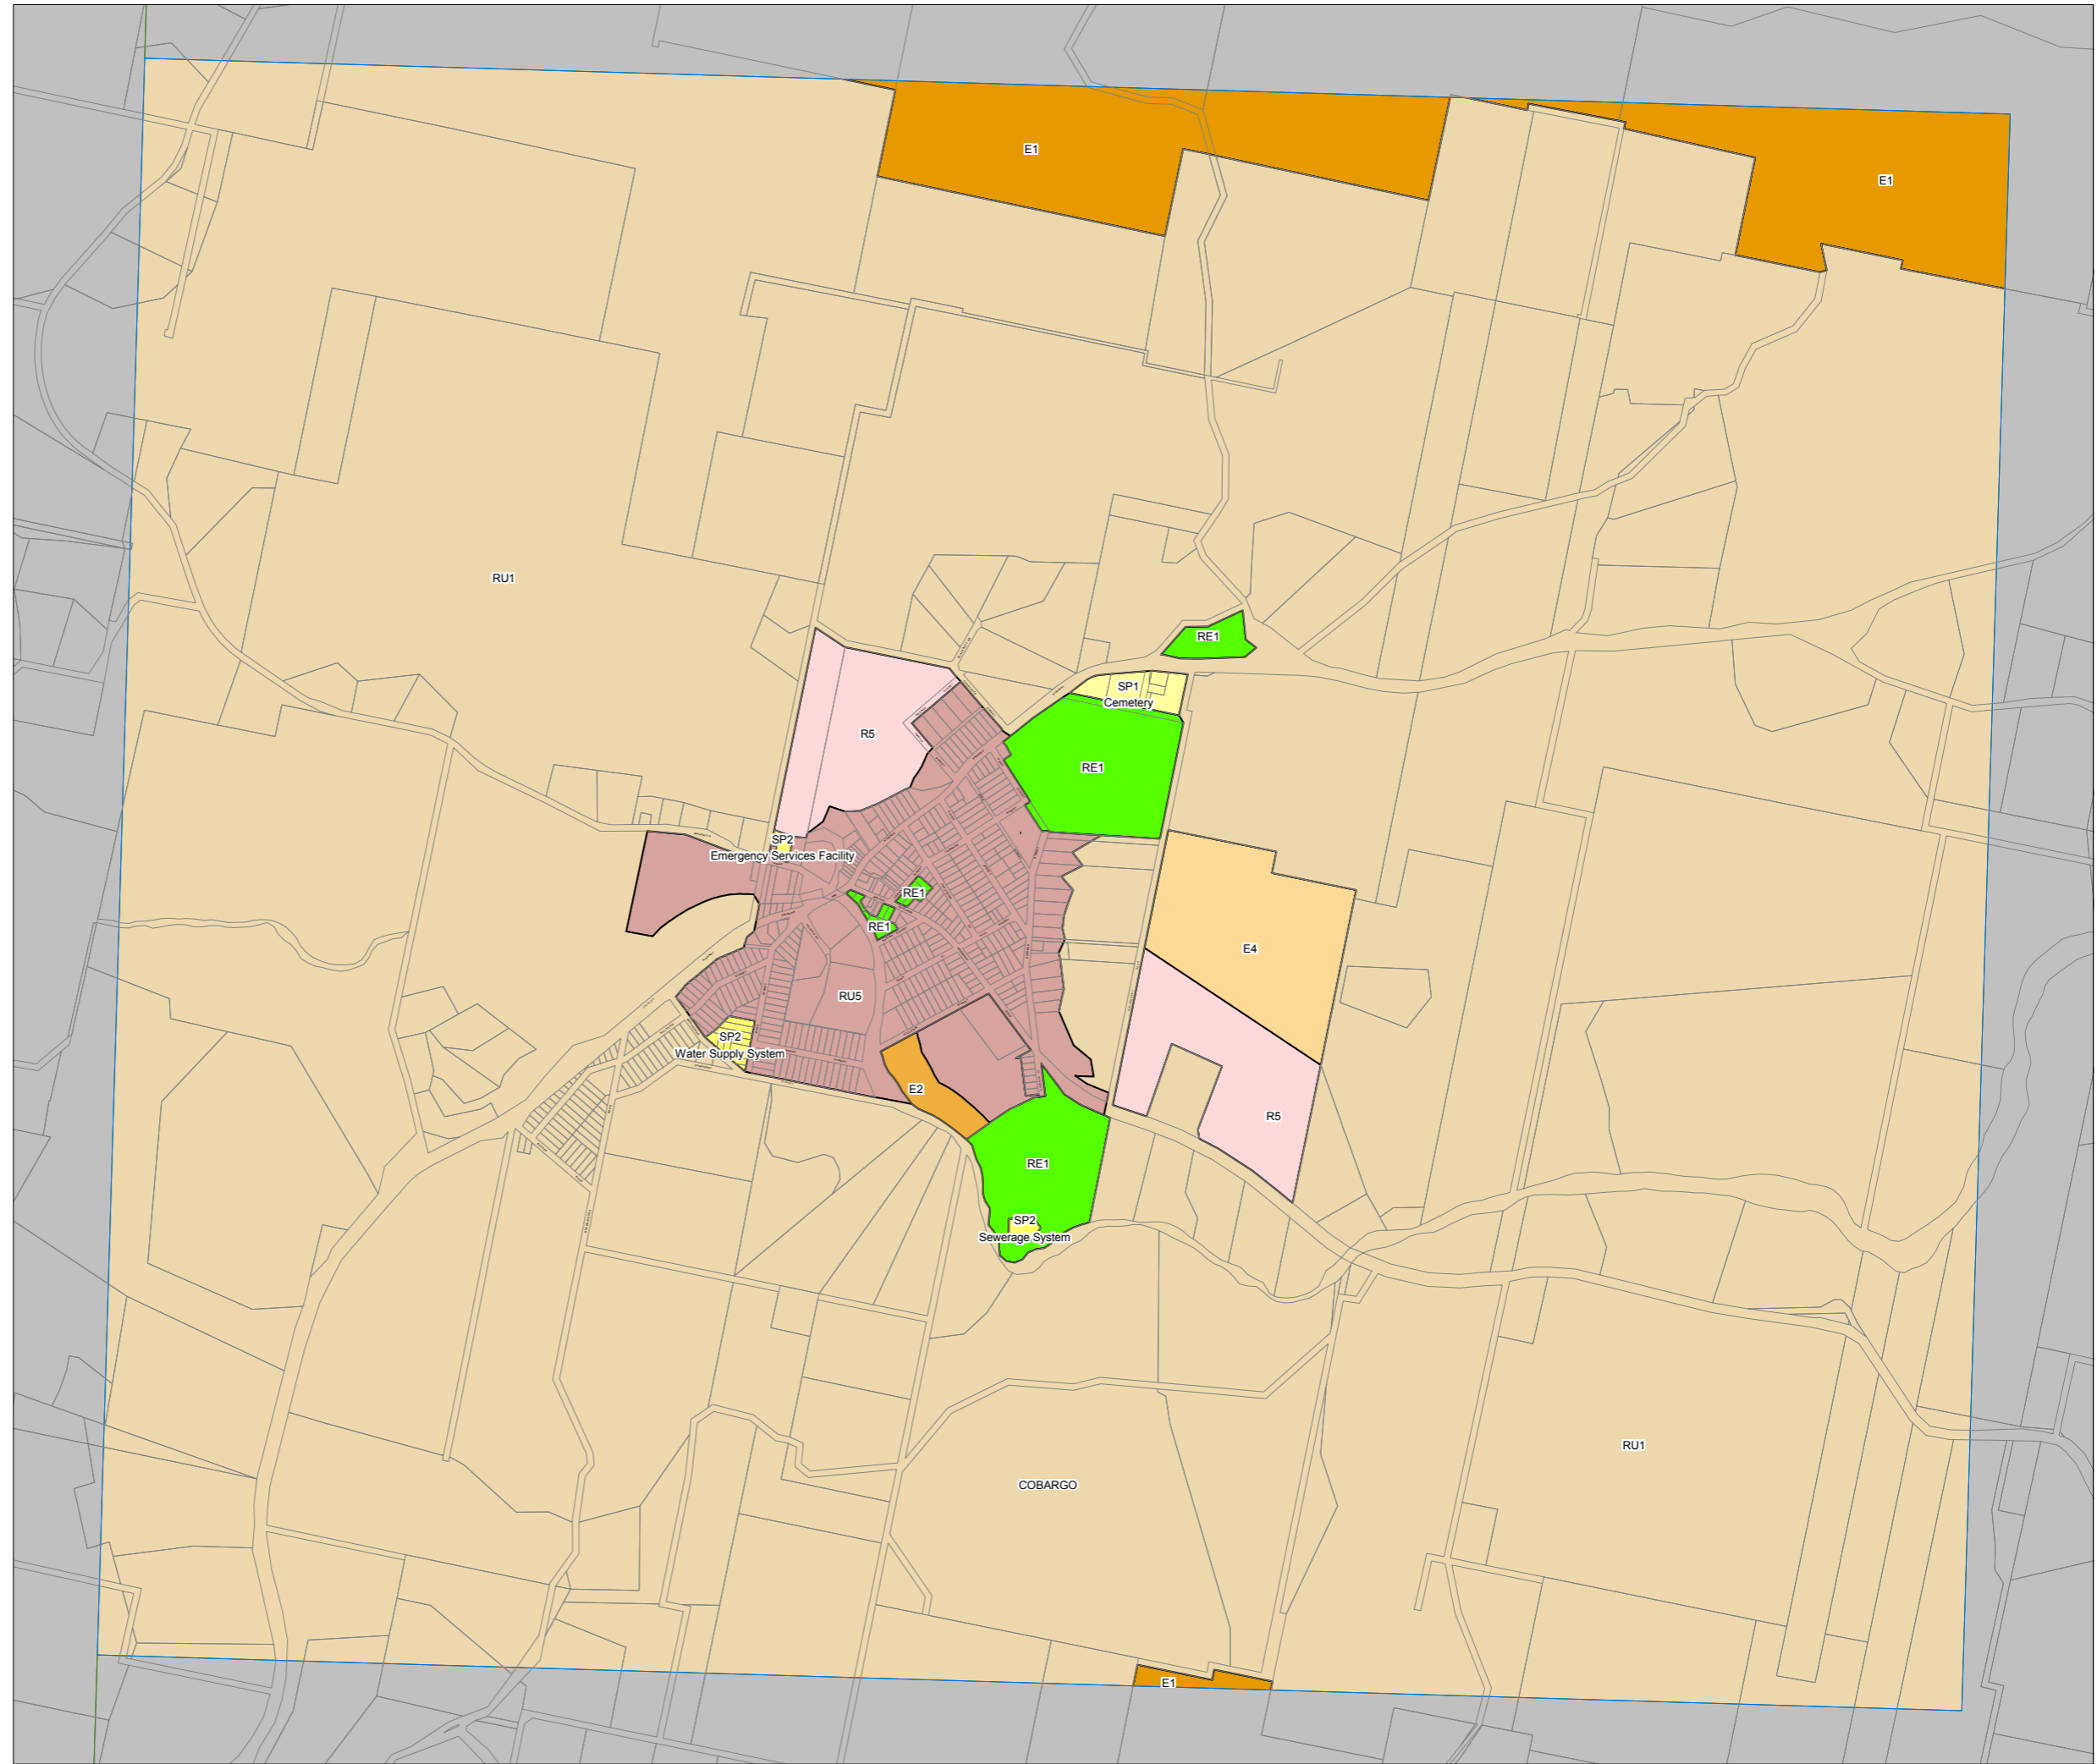 E1
E1
RU1
RE1
SP1
Cemetery
R5
RE1
SP2
Emergency Services Facility
RE1
RE1
E4
RU5
SP2
Water Supply System
E2
R5
RE1
SP2
Sewerage System
RU1
COBARGO
E1